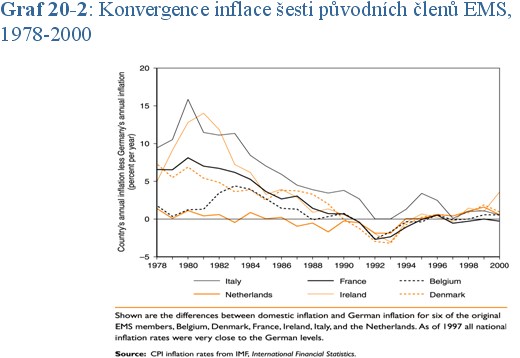 Graf 20-2: Konvergence inflace šesti původních členů EMS,
1978-2000
Country's annual inflation less Germany's annual inflation
(percent per year)
20
15
10
5
0
–5
1978 1980 1982 1984 1986 1988 1990 1992 1994 1996 1998 2000
Italy France Belgium
Netherlands Ireland Denmark
Shown are the differences between domestic inflation and German inflation for six of the original
EMS members, Belgium, Denmark, France, Ireland, Italy, and the Netherlands. As of 1997 all national
inflation rates were very close to the German levels.
Source: CPI inflation rates from IMF, International Financial Statistics.